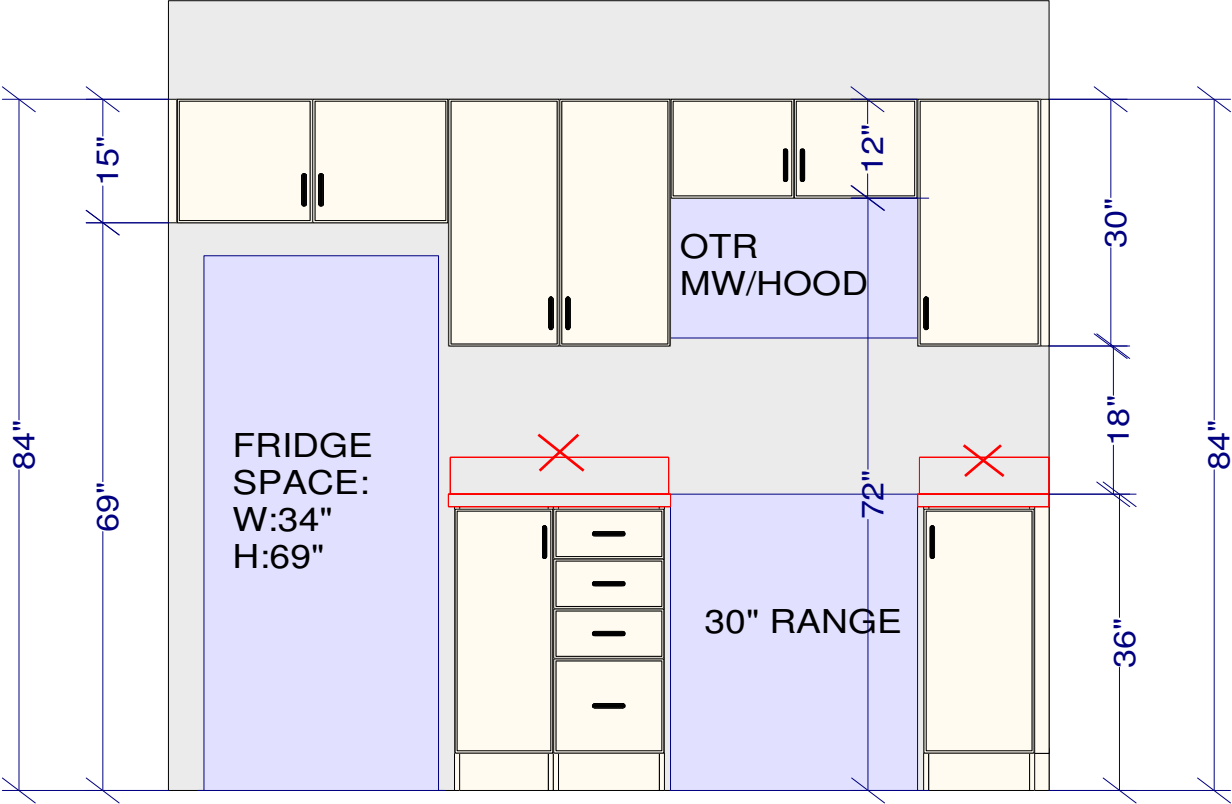 15"
12"
30"
OTR
MW/HOOD
84"
69"
FRIDGE
SPACE:
W:34"
H:69"
72"
18"
84"
30" RANGE
36"